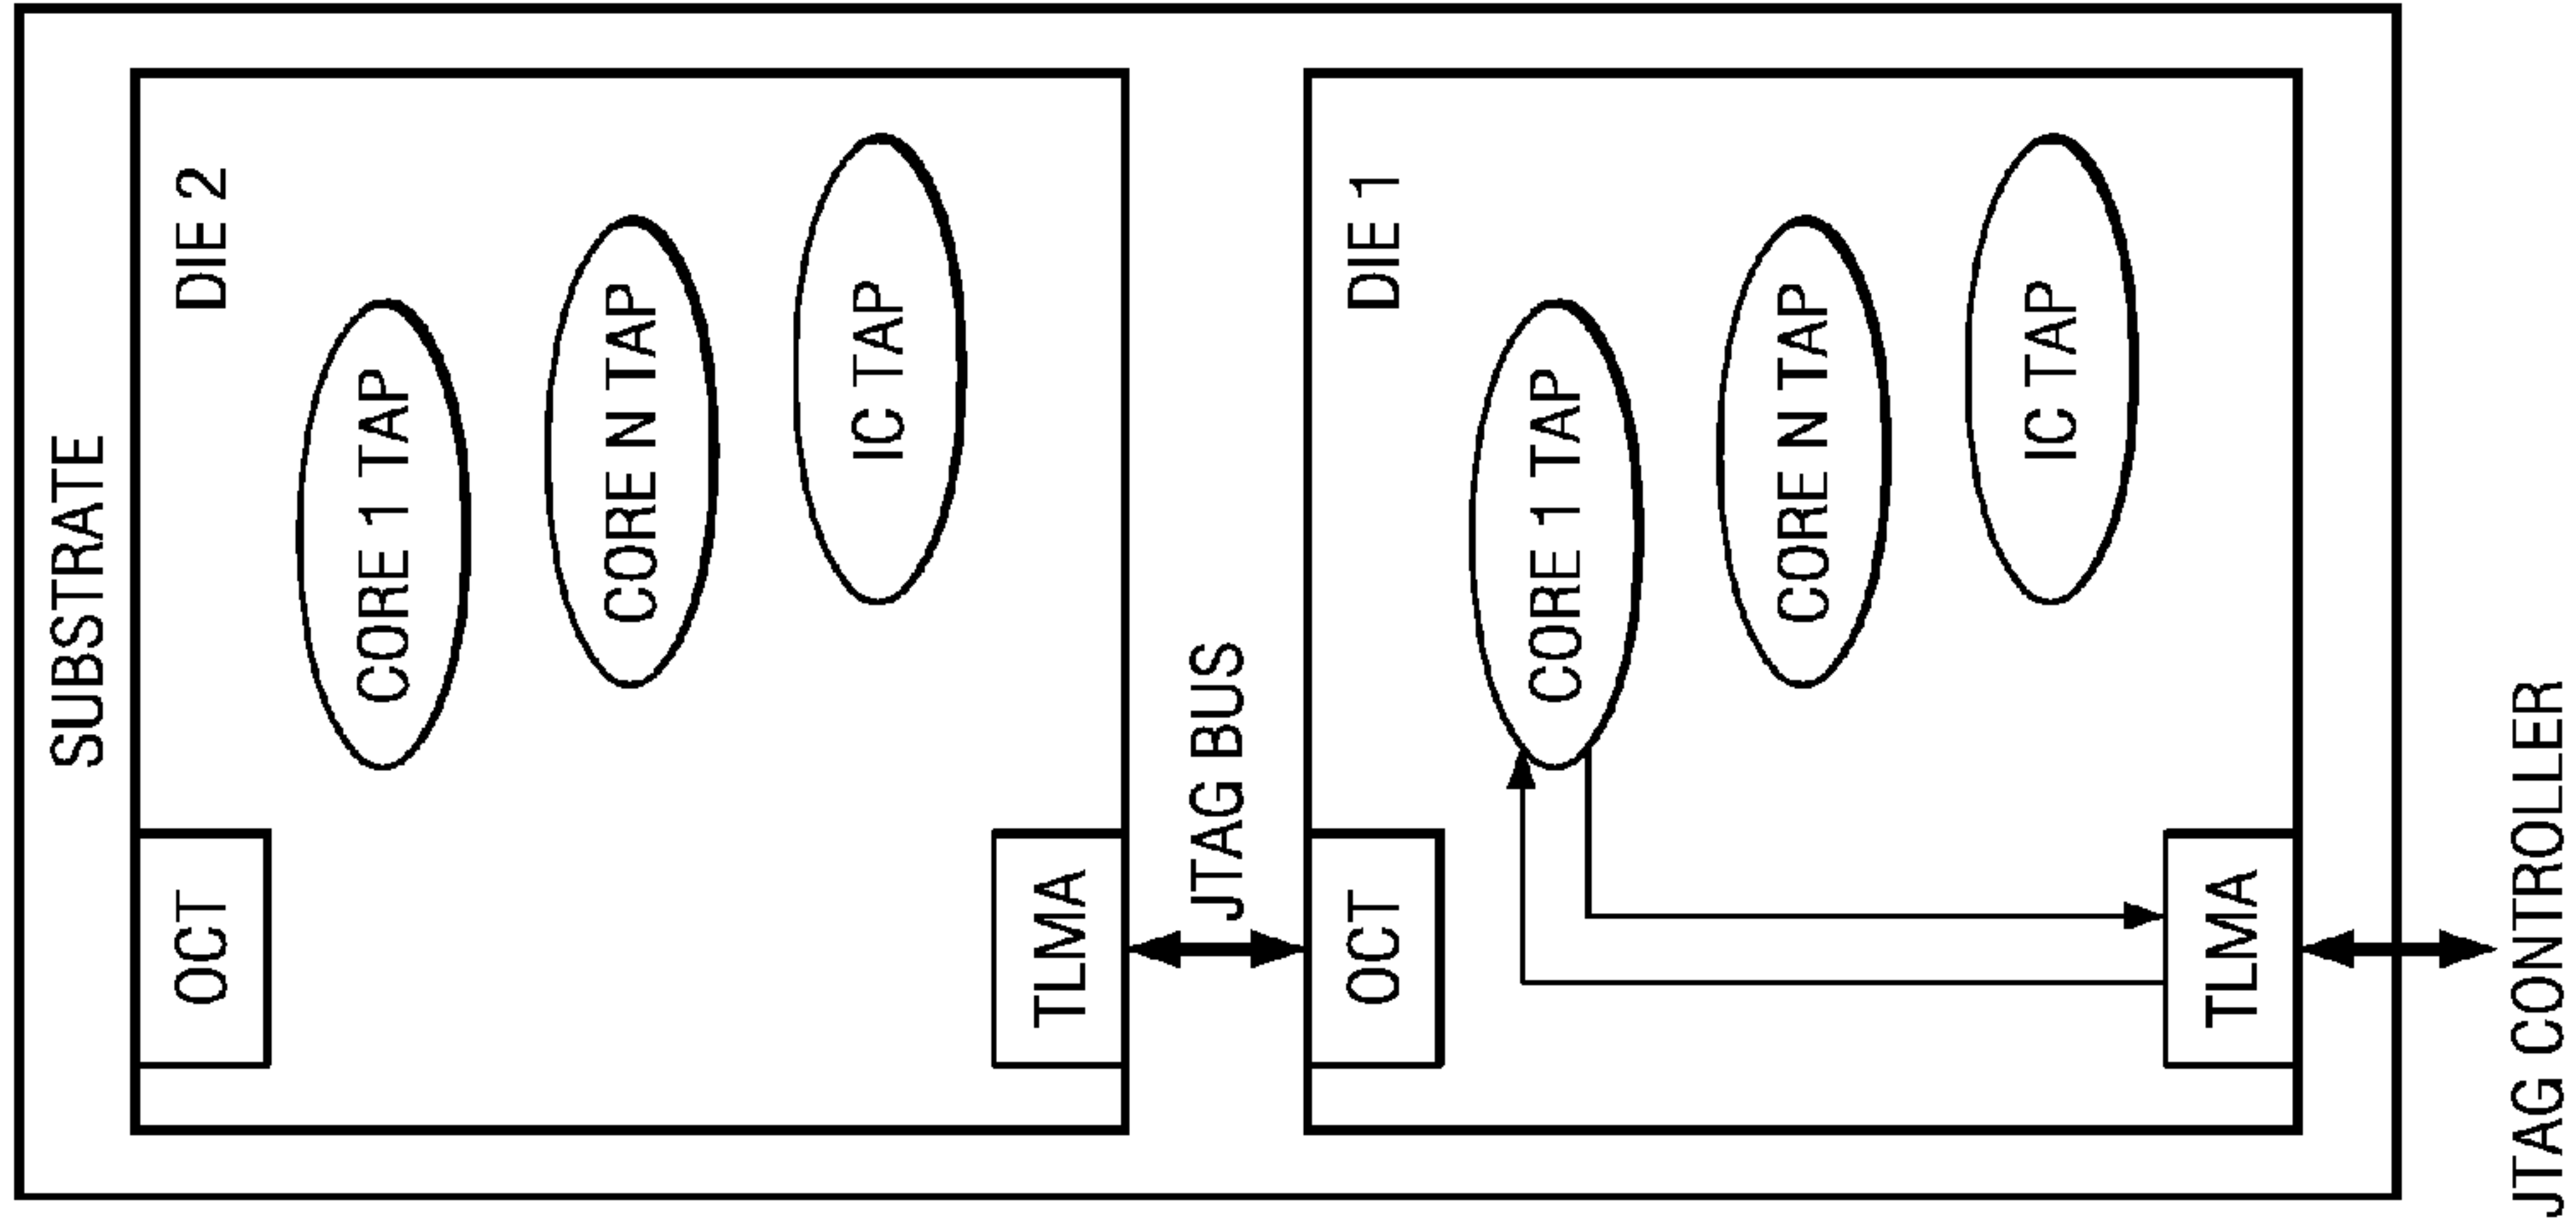 SUBSTRATE
DIE 2
OCT
CORE 1 TAP
CORE N TAP
IC TAP
TLMA
JTAG BUS
DIE 1
OCT
CORE 1 TAP
CORE N TAP
IC TAP
TLMA
JTAG CONTROLLER